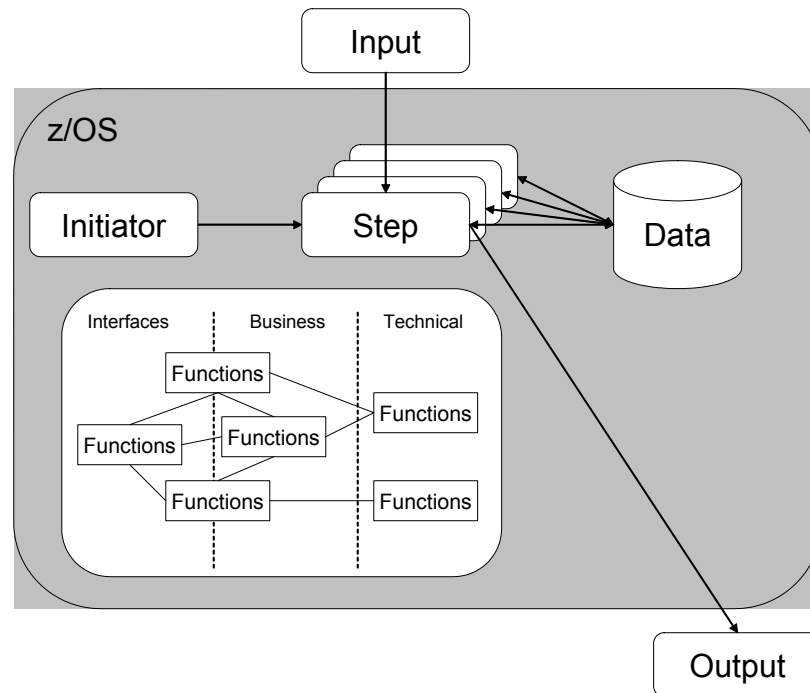 Input
z/OS
Initiator
Step
Data
Interfaces
Business
Technical
Functions
Functions
Functions
Functions
Functions
Functions
Output